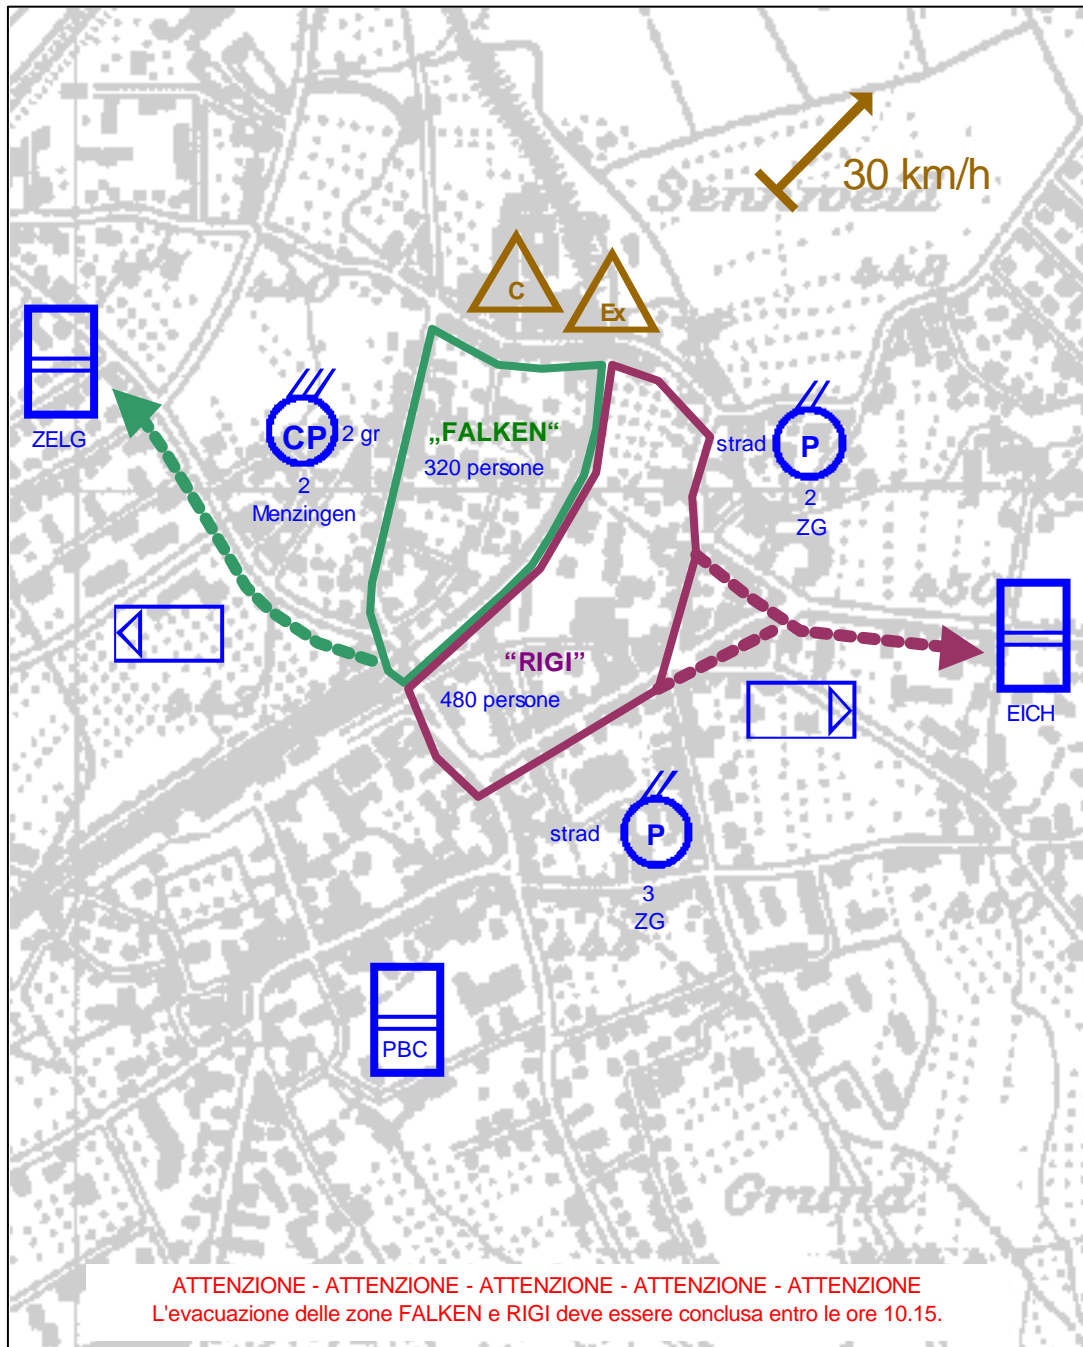 30 km/h
C
Ex
ZELG
CP
2 gr
2
Menzingen
„FALKEN“
320 persone
strad
P
2
ZG
“RIGI”
480 persone
EICH
strad
P
3
ZG
PBC
Grund
ATTENZIONE - ATTENZIONE - ATTENZIONE - ATTENZIONE - ATTENZIONE
L'evacuazione delle zone FALKEN e RIGI deve essere conclusa entro le ore 10.15.